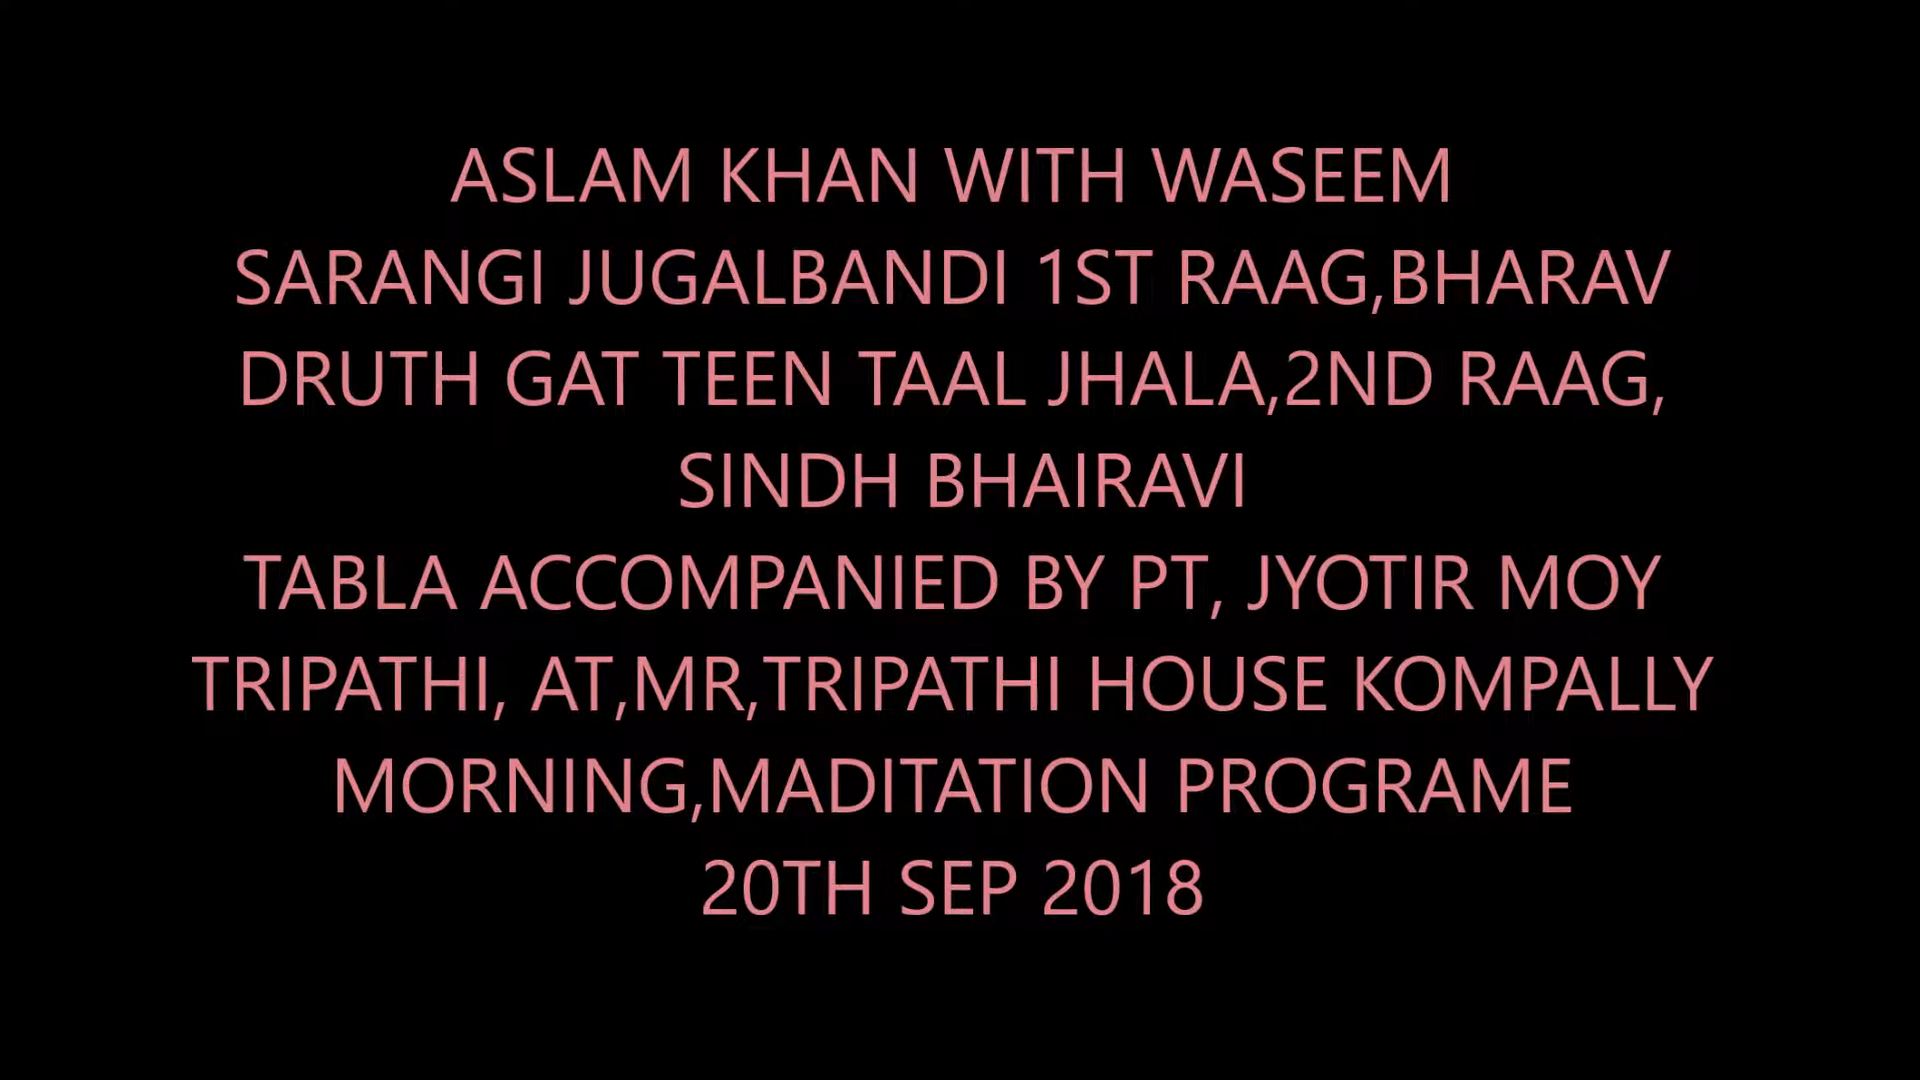 ASLAM KHAN WITH WASEEM
SARANGI JUGALBANDI 1ST RAAG,BHARAV
DRUTH GAT TEEN TAAL JHALA,2ND RAAG,
SINDH BHAIRAVI
TABLA ACCOMPANIED BY PT, JYOTIR MOY
TRIPATHI, AT,MR,TRIPATHI HOUSE KOMPALLY
MORNING,MADITATION PROGRAME
20TH SEP 2018